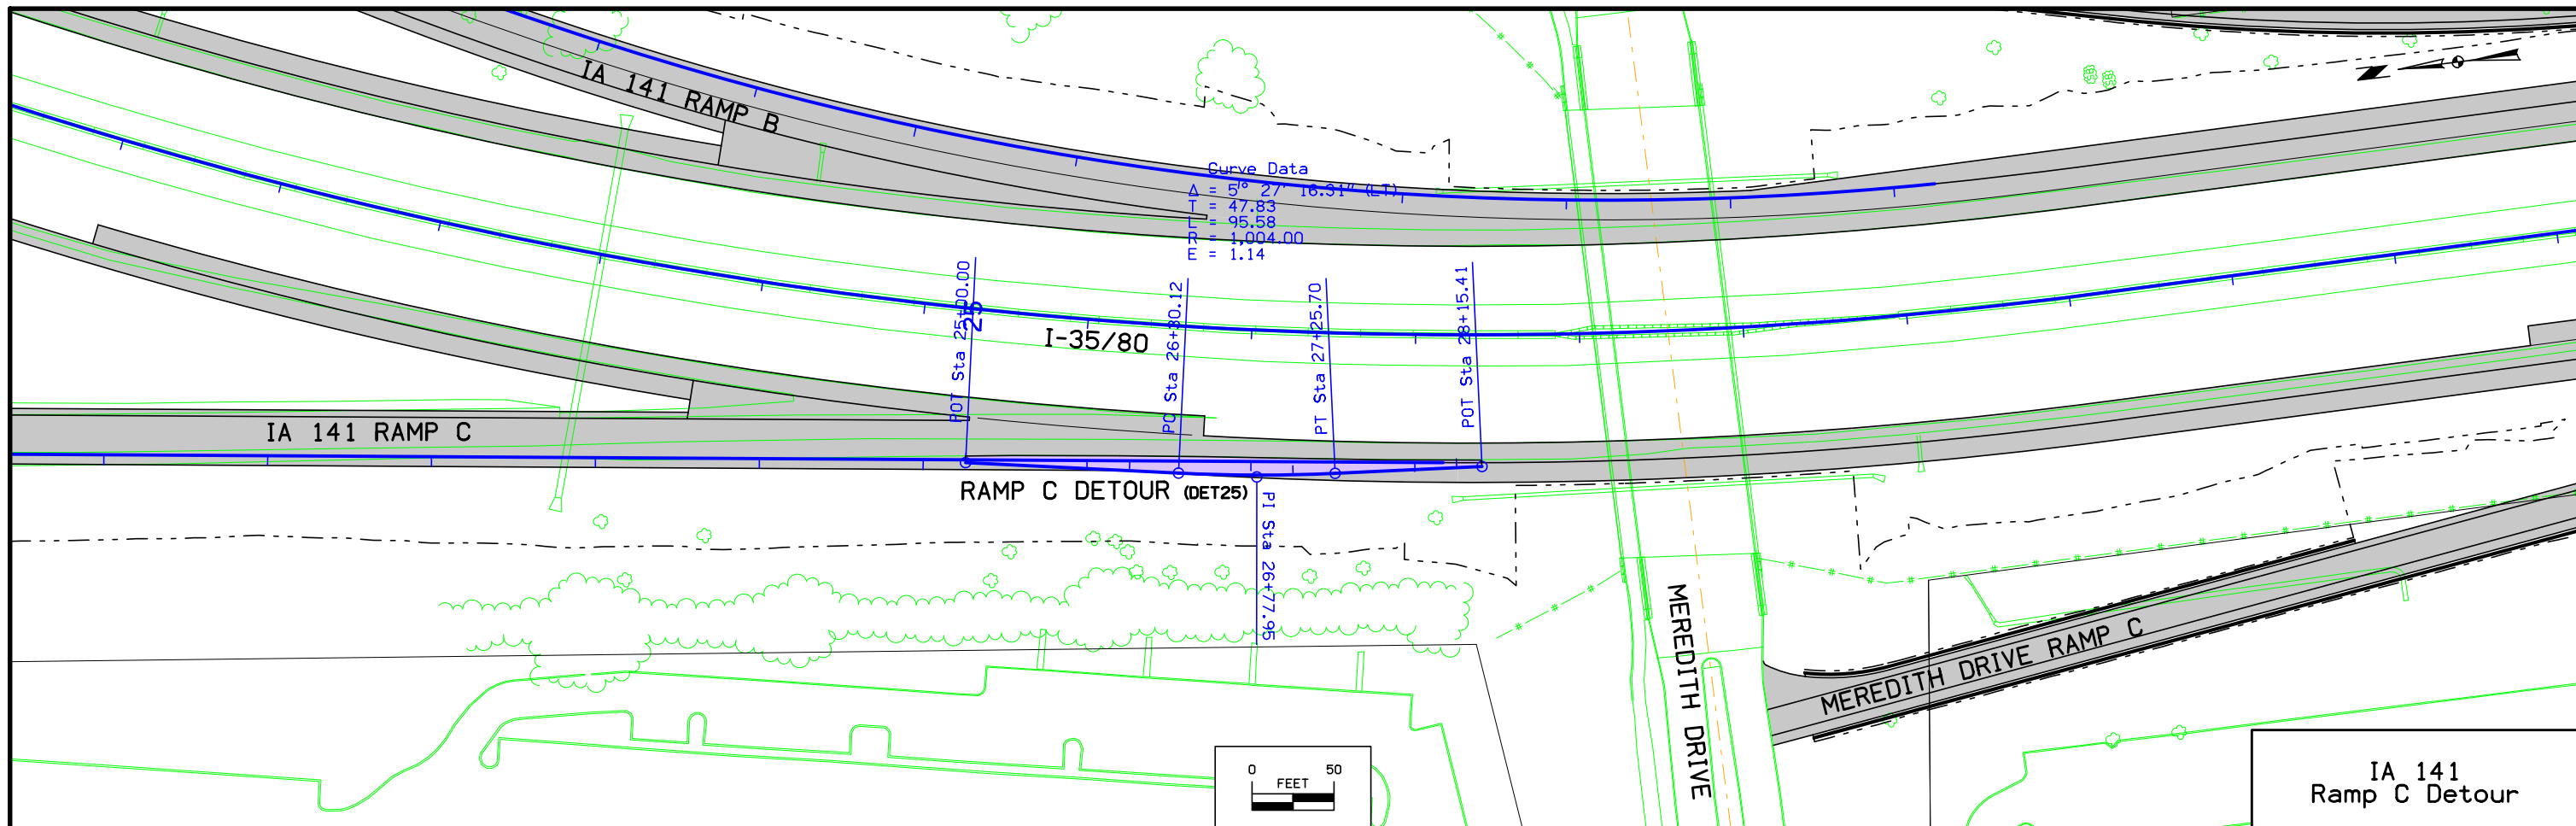 IA 141 RAMP B
Curve Data
Δ = 5° 27' 16.31" (LT)
T = 47.83
L = 95.58
R = 1,004.00
E = 1.14
POT Sta 25+00.00
25
PC Sta 26+30.12
PT Sta 27+25.70
POT Sta 28+15.41
I-35/80
IA 141 RAMP C
RAMP C DETOUR (DET25)
PI Sta 26+77.95
MEREDITH DRIVE
MEREDITH DRIVE RAMP C
0 50
FEET
IA 141
Ramp C Detour